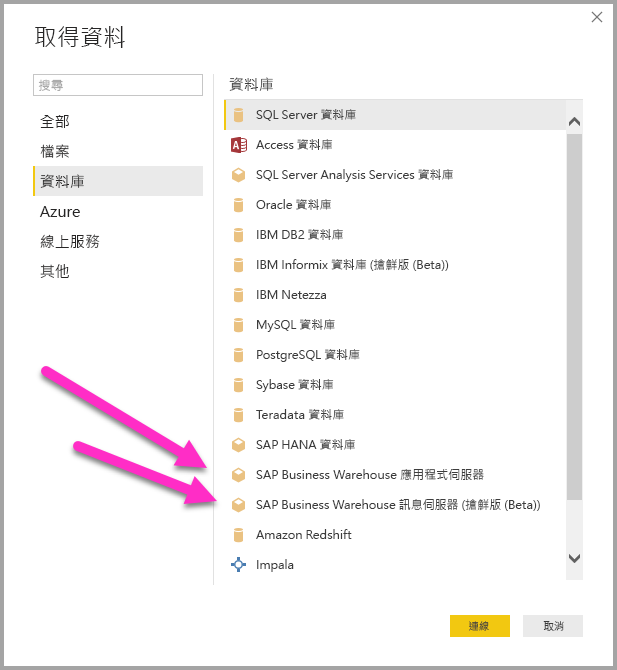 取得資料
搜尋
全部
檔案
資料庫
Azure
線上服務
其他
資料庫
SQL Server 資料庫
Access 資料庫
SQL Server Analysis Services 資料庫
Oracle 資料庫
IBM DB2 資料庫
IBM Informix 資料庫 (搶鮮版 (Beta))
IBM Netezza
MySQL 資料庫
PostgreSQL 資料庫
Sybase 資料庫
Teradata 資料庫
SAP HANA 資料庫
SAP Business Warehouse 應用程式伺服器
SAP Business Warehouse 訊息伺服器 (搶鮮版 (Beta))
Amazon Redshift
Impala
連線
取消